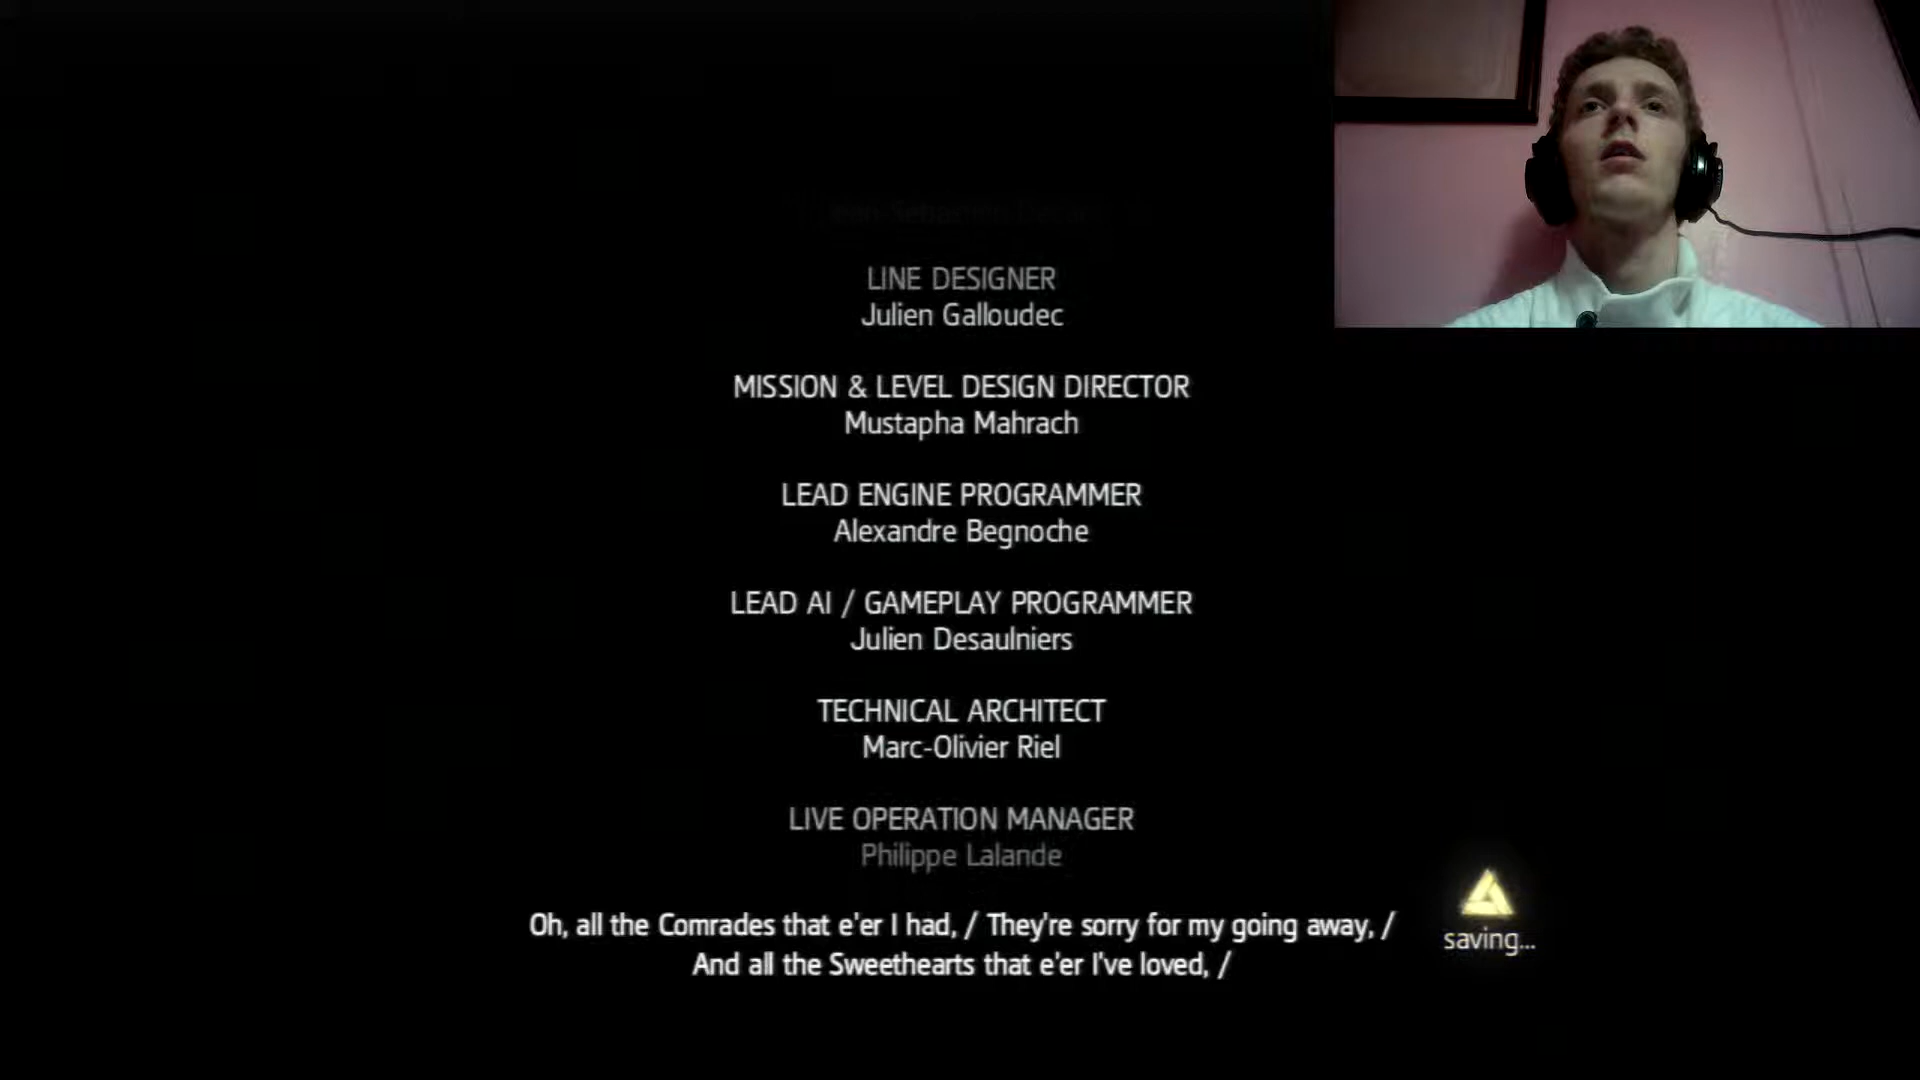 LINE DESIGNER
Julien Galloudec
MISSION & LEVEL DESIGN DIRECTOR
Mustapha Mahrach
LEAD ENGINE PROGRAMMER
Alexandre Begnoche
LEAD AI / GAMEPLAY PROGRAMMER
Julien Desaulniers
TECHNICAL ARCHITECT
Marc-Olivier Riel
LIVE OPERATION MANAGER
Philippe Lalande
Oh, all the Comrades that e'er I had, / They're sorry for my going away, /
And all the Sweethearts that e'er I've loved, /
saving...